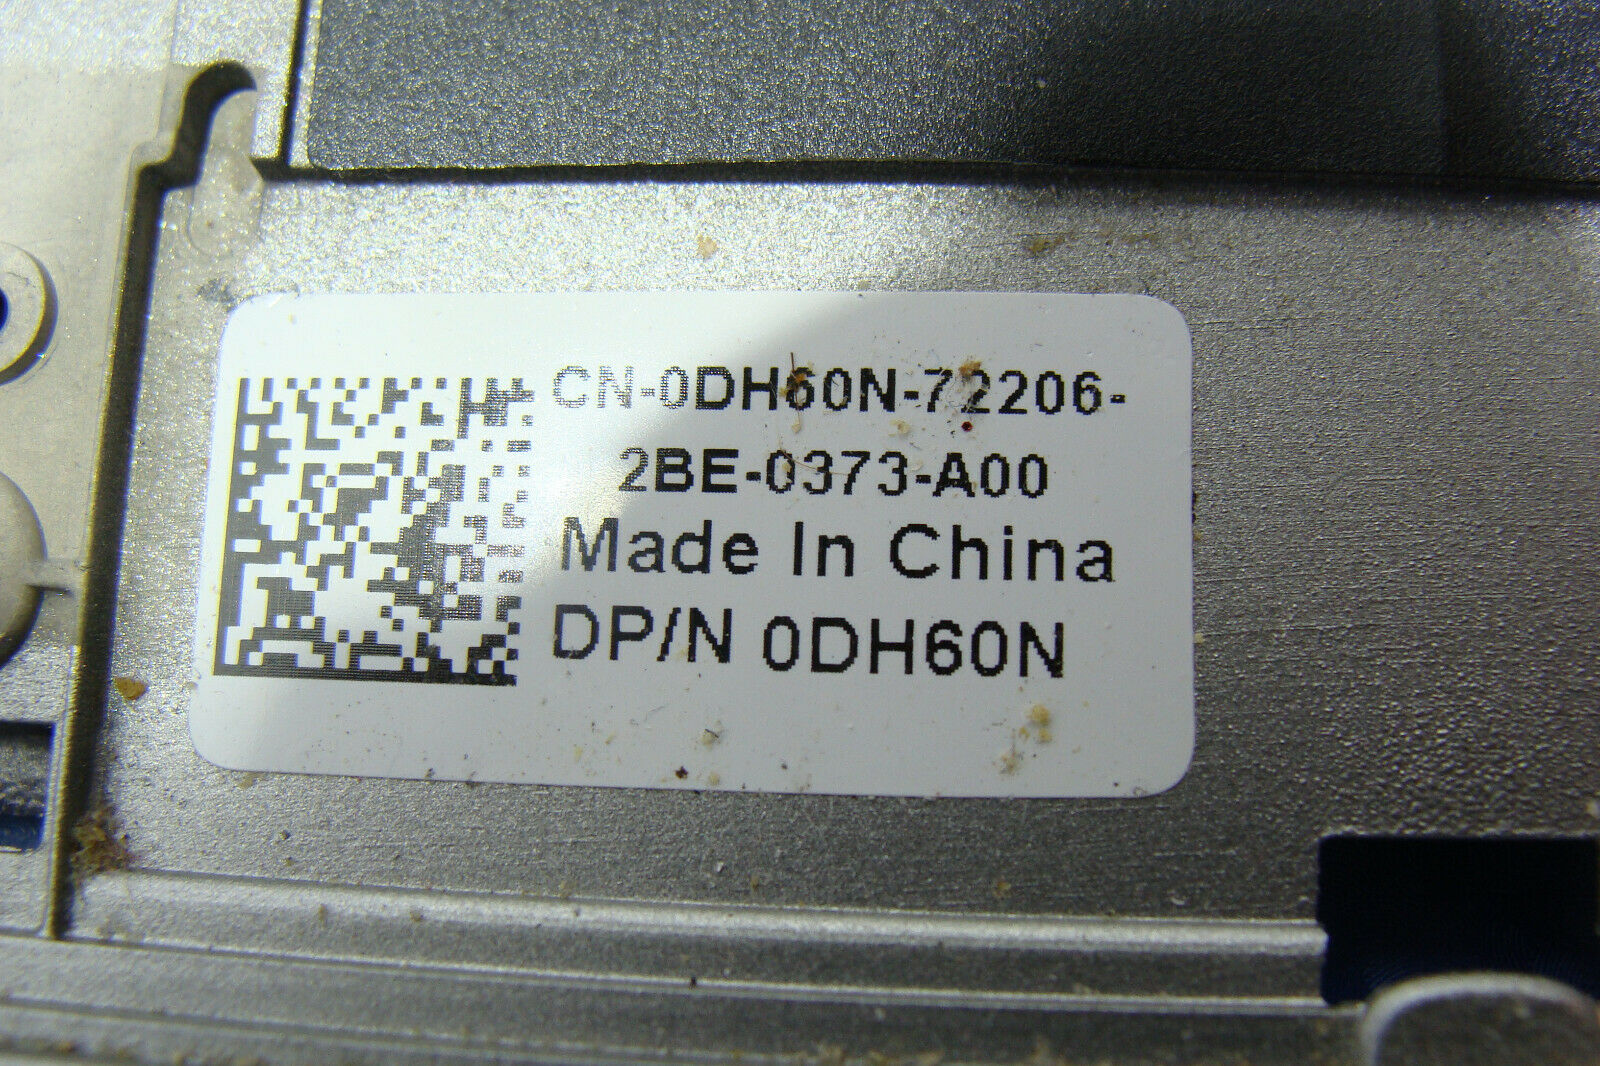 CN-0DH60N-72206-
2BE-0373-A00
Made In China
DP/N 0DH60N